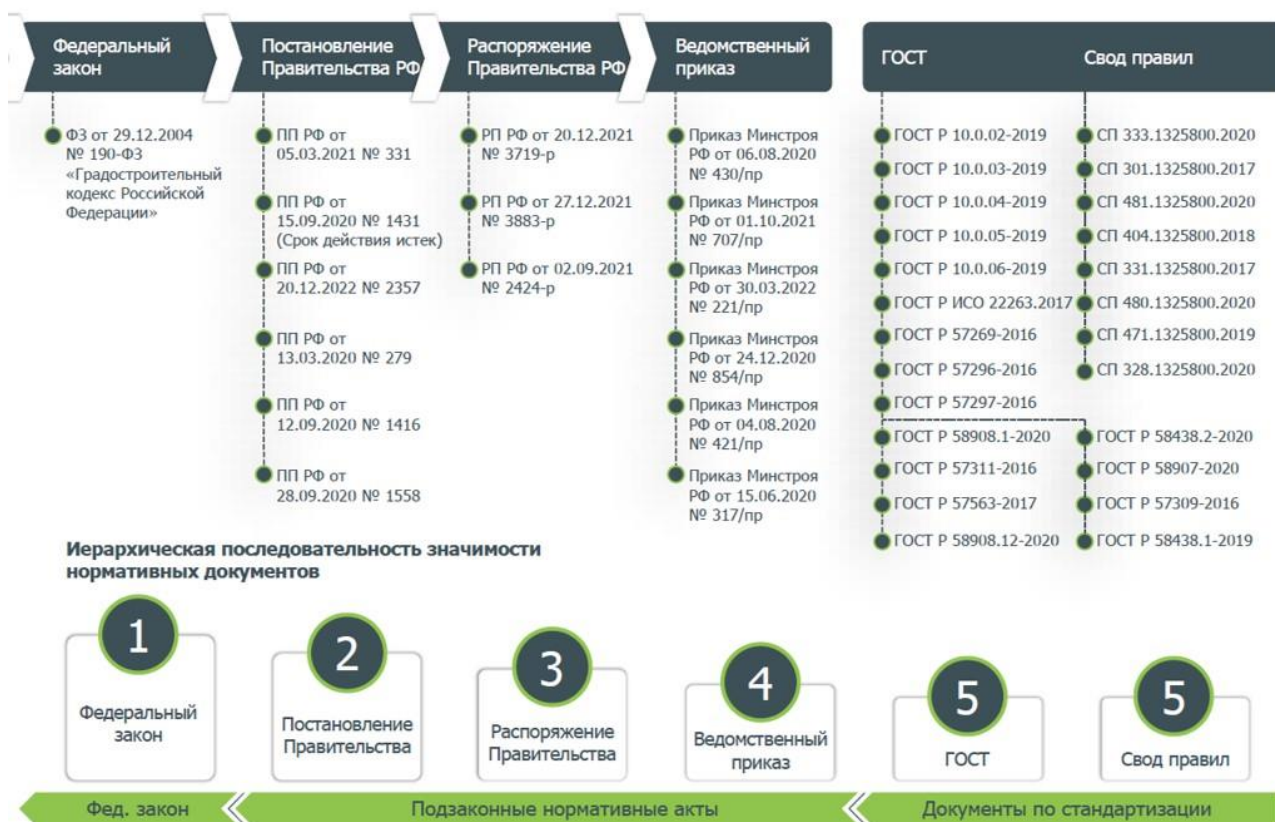 Федеральный
закон
Постановление
Правительства РФ
Распоряжение
Правительства РФ
Ведомственный
приказ
ГОСТ
Свод правил
ФЗ от 29.12.2004
№ 190-ФЗ
«Градостроительный
кодекс Российской
Федерации»
ПП РФ от
05.03.2021 № 331
ПП РФ от
15.09.2020 № 1431
(Срок действия истек)
ПП РФ от
20.12.2022 № 2357
ПП РФ от
13.03.2020 № 279
ПП РФ от
12.09.2020 № 1416
ПП РФ от
28.09.2020 № 1558
РП РФ от 20.12.2021
№ 3719-р
РП РФ от 27.12.2021
№ 3883-р
РП РФ от 02.09.2021
№ 2424-р
Приказ Минстроя
РФ от 06.08.2020
№ 430/пр
Приказ Минстроя
РФ от 01.10.2021
№ 707/пр
Приказ Минстроя
РФ от 30.03.2022
№ 221/пр
Приказ Минстроя
РФ от 24.12.2020
№ 854/пр
Приказ Минстроя
РФ от 04.08.2020
№ 421/пр
Приказ Минстроя
РФ от 15.06.2020
№ 317/пр
ГОСТ Р 10.0.02-2019
ГОСТ Р 10.0.03-2019
ГОСТ Р 10.0.04-2019
ГОСТ Р 10.0.05-2019
ГОСТ Р 10.0.06-2019
ГОСТ Р ИСО 22263.2017
ГОСТ Р 57269-2016
ГОСТ Р 57296-2016
ГОСТ Р 57297-2016
ГОСТ Р 58908.1-2020
ГОСТ Р 57311-2016
ГОСТ Р 57563-2017
ГОСТ Р 58908.12-2020
СП 333.1325800.2020
СП 301.1325800.2017
СП 481.1325800.2020
СП 404.1325800.2018
СП 331.1325800.2017
СП 480.1325800.2020
СП 471.1325800.2019
СП 328.1325800.2020
ГОСТ Р 58438.2-2020
ГОСТ Р 58907-2020
ГОСТ Р 57309-2016
ГОСТ Р 58438.1-2019
Иерархическая последовательность значимости
нормативных документов
1
Федеральный
закон
2
Постановление
Правительства
3
Распоряжение
Правительства
4
Ведомственный
приказ
5
ГОСТ
5
Свод правил
Фед. закон
Подзаконные нормативные акты
Документы по стандартизации